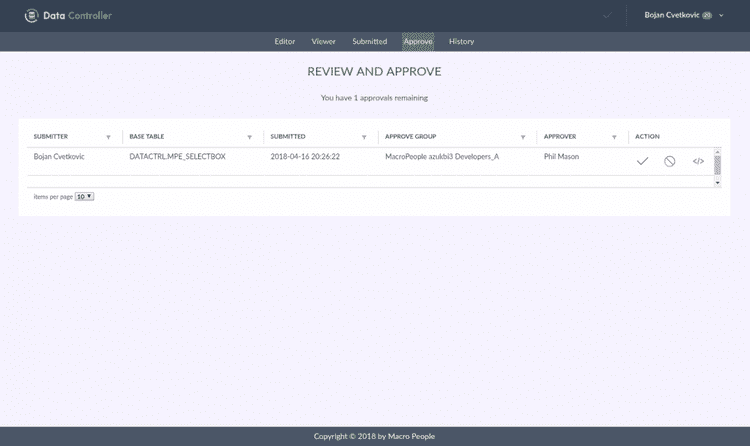 Data Controller
Bojan Cvetkovic 20
Editor Viewer Submitted Approve History
REVIEW AND APPROVE
You have 1 approvals remaining
SUBMITTER BASE TABLE SUBMITTED APPROVE GROUP APPROVER ACTION
Bojan Cvetkovic DATACTRL.MPE_SELECTBOX 2018-04-16 20:26:22 MacroPeople azukbi3 Developers_A Phil Mason </>
items per page 10
Copyright © 2018 by Macro People